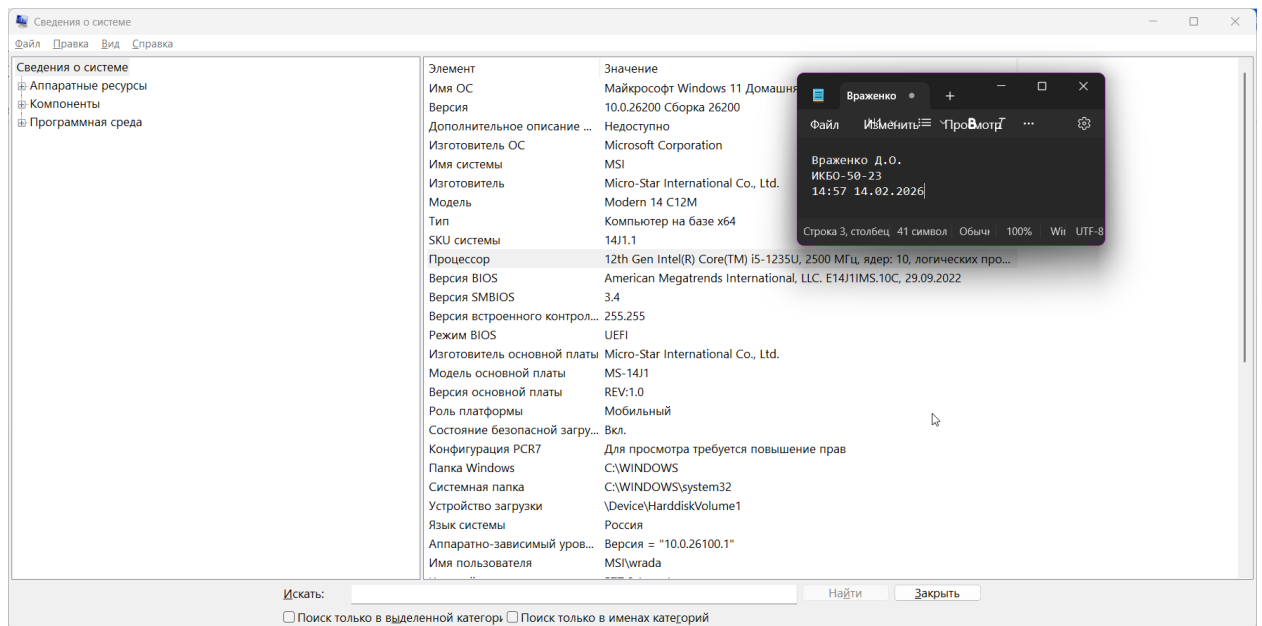 Сведения о системе
Файл Правка Вид Справка
Сведения о системе
Аппаратные ресурсы
Компоненты
Программная среда
Элемент Значение
Имя ОС Майкрософт Windows 11 Домашня
Версия 10.0.26200 Сборка 26200
Дополнительное описание ... Недоступно
Изготовитель ОС Microsoft Corporation
Имя системы MSI
Изготовитель Micro-Star International Co., Ltd.
Модель Modern 14 C12M
Тип Компьютер на базе x64
SKU системы 14J1.1
Процессор 12th Gen Intel(R) Core(TM) i5-1235U, 2500 МГц, ядер: 10, логических про...
Версия BIOS American Megatrends International, LLC. E14J1IMS.10C, 29.09.2022
Версия SMBIOS 3.4
Версия встроенного контрол... 255.255
Режим BIOS UEFI
Изготовитель основной платы Micro-Star International Co., Ltd.
Модель основной платы MS-14J1
Версия основной платы REV:1.0
Роль платформы Мобильный
Состояние безопасной загру... Вкл.
Конфигурация PCR7 Для просмотра требуется повышение прав
Папка Windows C:\WINDOWS
Системная папка C:\WINDOWS\system32
Устройство загрузки \Device\HarddiskVolume1
Язык системы Россия
Аппаратно-зависимый уров... Версия = "10.0.26100.1"
Имя пользователя MSI\wrada
Искать: Найти Закрыть
Поиск только в выделенной категори Поиск только в именах категорий
Враженко
Файл Изменить Просмотр
Враженко Д.О.
ИКБО-50-23
14:57 14.02.2026
Строка 3, столбец 41 символ Обычн 100% Wi UTF-8